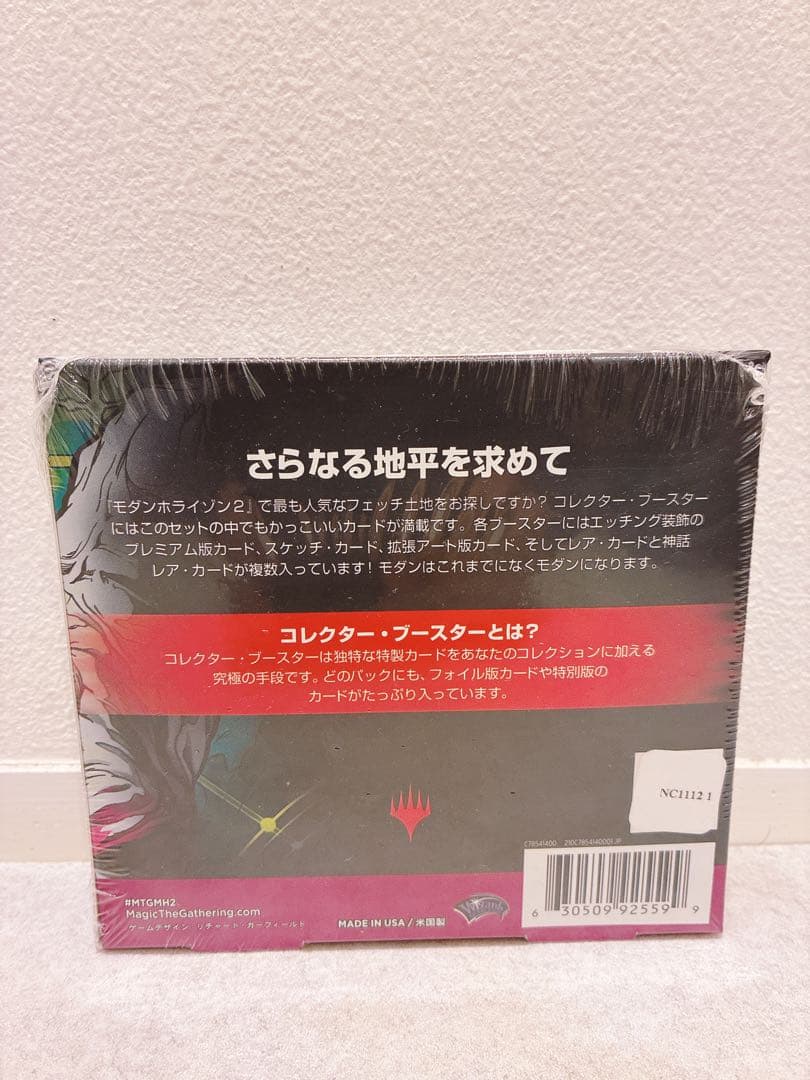 さらなる地平を求めて
『モダンホライゾン2』で最も人気なフェッチ土地をお探しですか? コレクター・ブースター
にはこのセットの中でもかっこいいカードが満載です。各ブースターにはエッチング装飾の
プレミアム版カード、スケッチ・カード、拡張アート版カード、そしてレア・カードと神話
レア・カードが複数入っています! モダンはこれまでになくモダンになります。
コレクター・ブースターとは?
コレクター・ブースターは独特な特製カードをあなたのコレクションに加える
究極の手段です。どのパックにも、フォイル版カードや特別版の
カードがたっぷり入っています。
NC1112 1
C78541400 210C7854140001 JP
#MTGMH2
MagicTheGathering.com
ゲームデザイン リチャード・ガーフィールド
MADE IN USA / 米国製
Wizards
6 30509 92559 9